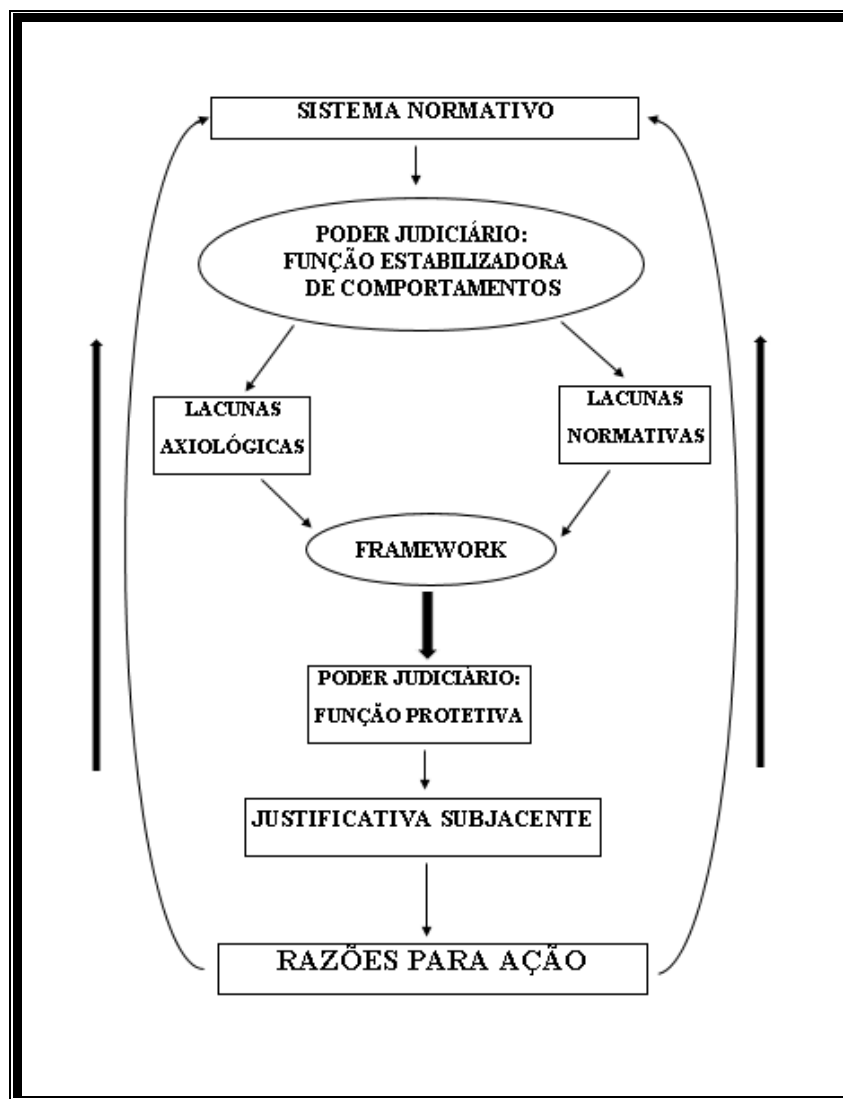 SISTEMA NORMATIVO
PODER JUDICIÁRIO:
FUNÇÃO ESTABILIZADORA
DE COMPORTAMENTOS
LACUNAS
AXIOLÓGICAS
LACUNAS
NORMATIVAS
FRAMEWORK
PODER JUDICIÁRIO:
FUNÇÃO PROTETIVA
JUSTIFICATIVA SUBJACENTE
RAZÕES PARA AÇÃO